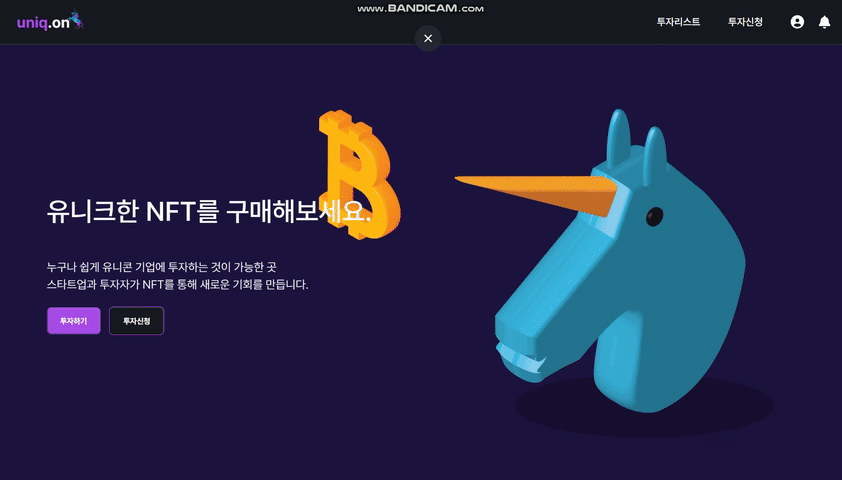 www.BANDICAM.com
uniq.on
투자리스트
투자신청
유니크한 NFT를 구매해보세요.
누구나 쉽게 유니콘 기업에 투자하는 것이 가능한 곳
스타트업과 투자자가 NFT를 통해 새로운 기회를 만듭니다.
투자하기
투자신청